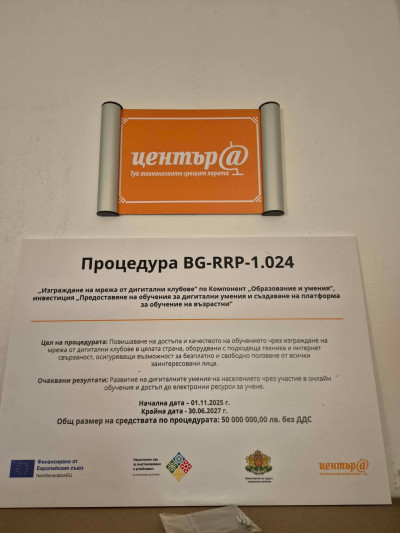 център@
Тук технологиите срещат хората
Процедура BG-RRP-1.024
„Изграждане на мрежа от дигитални клубове“ по Компонент „Образование и умения“,
инвестиция „Предоставяне на обучения за дигитални умения и създаване на платформа
за обучение на възрастни“
Цел на процедурата: Повишаване на достъпа и качеството на обучението чрез изграждане на
мрежа от дигитални клубове в цялата страна, оборудвани с подходяща техника и интернет
свързаност, осигуряващи възможност за безплатно и свободно ползване от всички
заинтересовани лица.
Очаквани резултати: Развитие на дигиталните умения на населението чрез участие в онлайн
обучения и достъп до електронни ресурси за учене.
Начална дата – 01.11.2025 г.
Крайна дата - 30.06.2027 г.
Общ размер на средствата по процедурата: 50 000 000,00 лв. без ДДС
Финансирано от
Европейския съюз
NextGenerationEU
център@